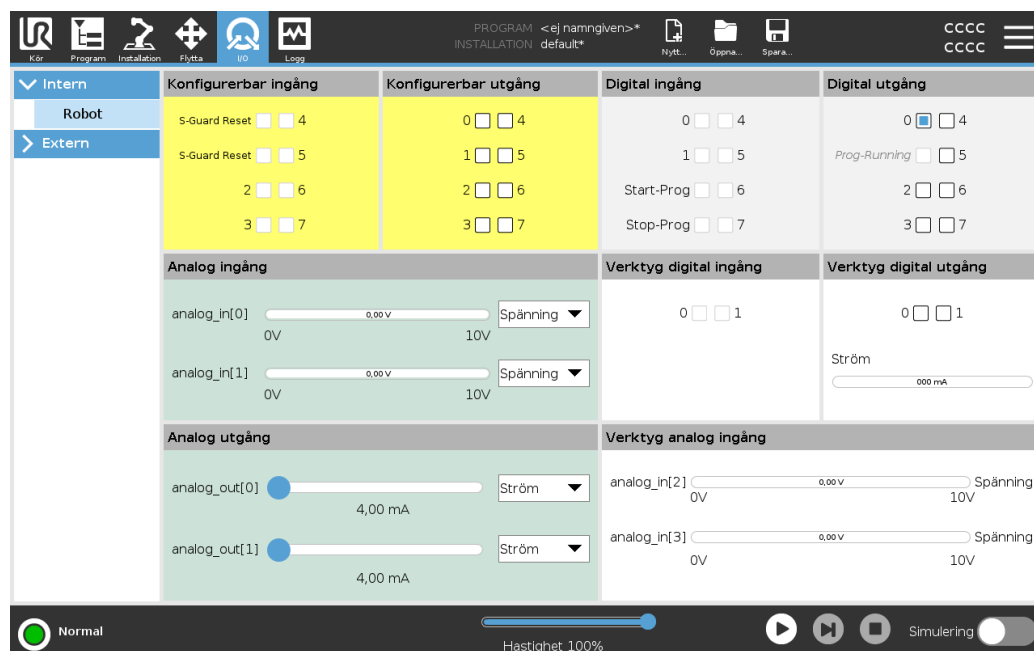 UR
PROGRAM <ej namngiven>*
INSTALLATION default*
CCCC
CCCC
Kör Program Installation Flytta I/O Logg Nytt... Öppna... Spara...
Intern
Robot
Extern
Konfigurerbar ingång
S-Guard Reset 4
S-Guard Reset 5
2 6
3 7
Konfigurerbar utgång
0 4
1 5
2 6
3 7
Digital ingång
0 4
1 5
Start-Prog 6
Stop-Prog 7
Digital utgång
0 4
Prog-Running 5
2 6
3 7
Analog ingång
analog_in[0] 0,00 V Spänning
0V 10V
analog_in[1] 0,00 V Spänning
0V 10V
Verktyg digital ingång
0 1
Verktyg digital utgång
0 1
Ström
000 mA
Analog utgång
analog_out[0] Ström
4,00 mA
analog_out[1] Ström
4,00 mA
Verktyg analog ingång
analog_in[2] 0,00 V Spänning
0V 10V
analog_in[3] 0,00 V Spänning
0V 10V
Normal
Hastighet 100%
Simulering